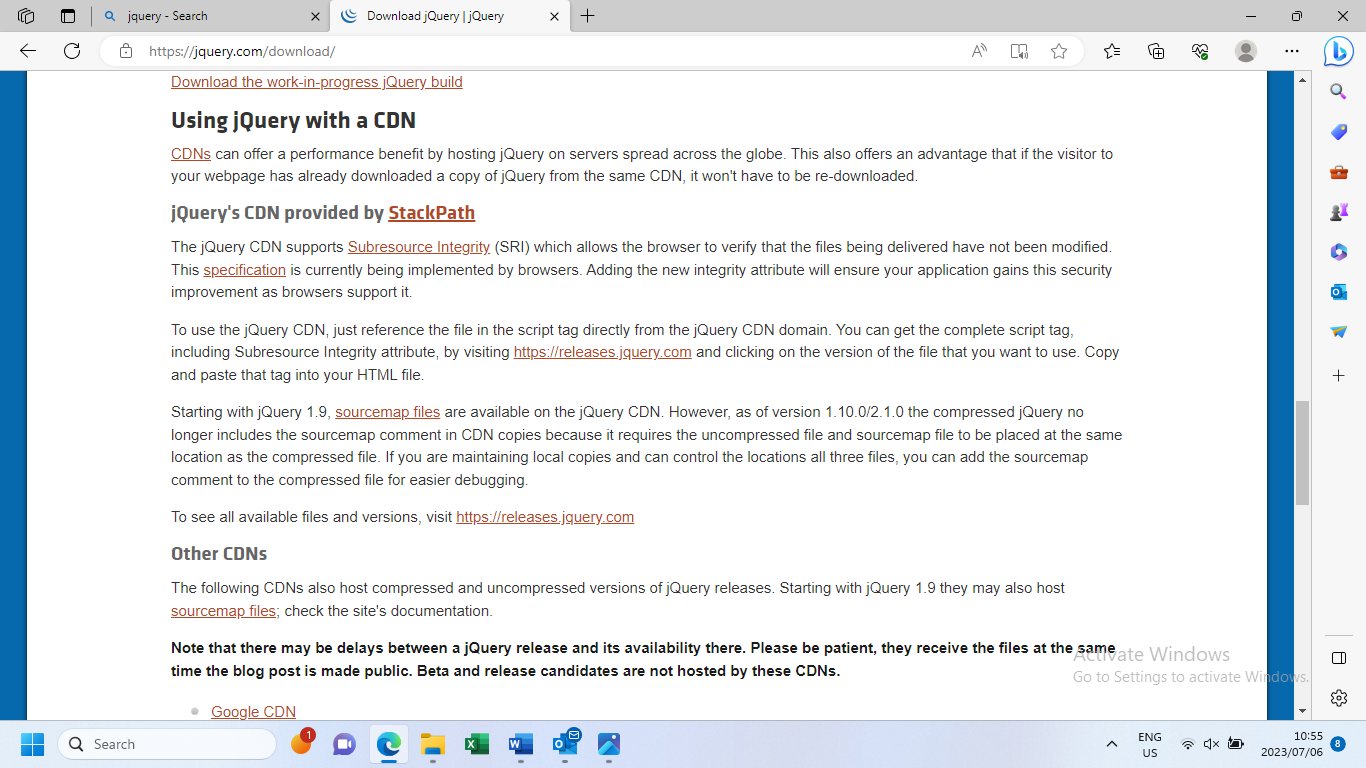 jquery - Search
Download jQuery | jQuery
https://jquery.com/download/
Download the work-in-progress jQuery build
Using jQuery with a CDN
CDNs can offer a performance benefit by hosting jQuery on servers spread across the globe. This also offers an advantage that if the visitor to
your webpage has already downloaded a copy of jQuery from the same CDN, it won't have to be re-downloaded.
jQuery's CDN provided by StackPath
The jQuery CDN supports Subresource Integrity (SRI) which allows the browser to verify that the files being delivered have not been modified.
This specification is currently being implemented by browsers. Adding the new integrity attribute will ensure your application gains this security
improvement as browsers support it.
To use the jQuery CDN, just reference the file in the script tag directly from the jQuery CDN domain. You can get the complete script tag,
including Subresource Integrity attribute, by visiting https://releases.jquery.com and clicking on the version of the file that you want to use. Copy
and paste that tag into your HTML file.
Starting with jQuery 1.9, sourcemap files are available on the jQuery CDN. However, as of version 1.10.0/2.1.0 the compressed jQuery no
longer includes the sourcemap comment in CDN copies because it requires the uncompressed file and sourcemap file to be placed at the same
location as the compressed file. If you are maintaining local copies and can control the locations all three files, you can add the sourcemap
comment to the compressed file for easier debugging.
To see all available files and versions, visit https://releases.jquery.com
Other CDNs
The following CDNs also host compressed and uncompressed versions of jQuery releases. Starting with jQuery 1.9 they may also host
sourcemap files; check the site's documentation.
Note that there may be delays between a jQuery release and its availability there. Please be patient, they receive the files at the same
time the blog post is made public. Beta and release candidates are not hosted by these CDNs.
Google CDN
Activate Windows
Go to Settings to activate Windows.
Search
1
ENG
US
10:55
2023/07/06
8